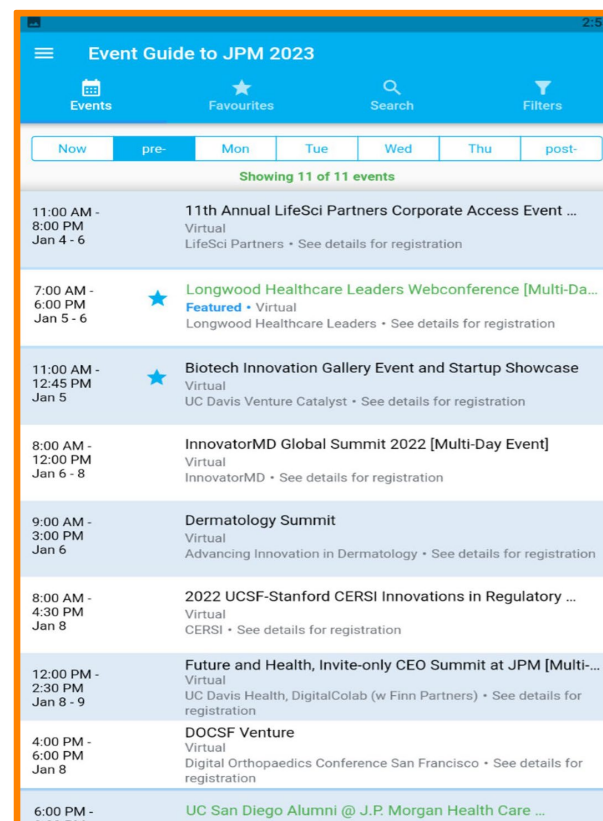 2:5
Event Guide to JPM 2023
Events
Favourites
Search
Filters
Now
pre-
Mon
Tue
Wed
Thu
post-
Showing 11 of 11 events
11:00 AM -
8:00 PM
Jan 4 - 6
11th Annual LifeSci Partners Corporate Access Event ...
Virtual
LifeSci Partners • See details for registration
7:00 AM -
6:00 PM
Jan 5 - 6
Longwood Healthcare Leaders Webconference [Multi-Da...
Featured • Virtual
Longwood Healthcare Leaders • See details for registration
11:00 AM -
12:45 PM
Jan 5
Biotech Innovation Gallery Event and Startup Showcase
Virtual
UC Davis Venture Catalyst • See details for registration
8:00 AM -
12:00 PM
Jan 6 - 8
InnovatorMD Global Summit 2022 [Multi-Day Event]
Virtual
InnovatorMD • See details for registration
9:00 AM -
3:00 PM
Jan 6
Dermatology Summit
Virtual
Advancing Innovation in Dermatology • See details for registration
8:00 AM -
4:30 PM
Jan 8
2022 UCSF-Stanford CERSI Innovations in Regulatory ...
Virtual
CERSI • See details for registration
12:00 PM -
2:30 PM
Jan 8 - 9
Future and Health, Invite-only CEO Summit at JPM [Multi-...
Virtual
UC Davis Health, DigitalColab (w Finn Partners) • See details for
registration
4:00 PM -
6:00 PM
Jan 8
DOCSF Venture
Virtual
Digital Orthopaedics Conference San Francisco • See details for
registration
6:00 PM -
UC San Diego Alumni @ J.P. Morgan Health Care ...